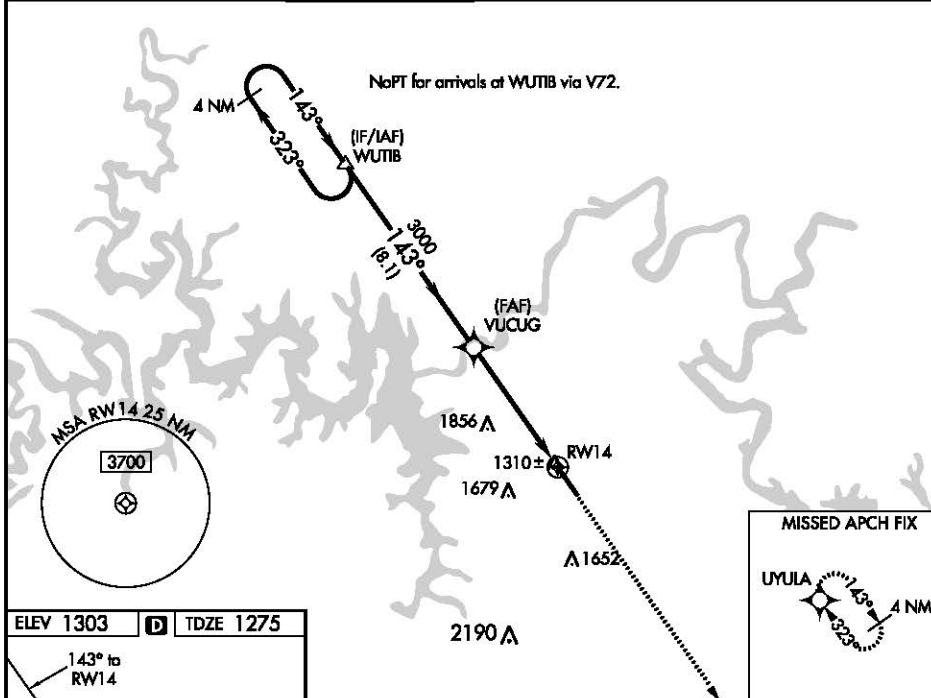 NoPT for arrivals at WUTIB via V72.
4 NM
143°
323°
(IF/IAF)
WUTIB
3000
143°
(8.1)
(FAF)
VUCUG
1856
1310± RW14
1679
1652
2190
MSA RW14 25 NM
3700
MISSED APCH FIX
UYULA
143°
4 NM
323°
ELEV 1303 D TDZE 1275
143° to
RW14